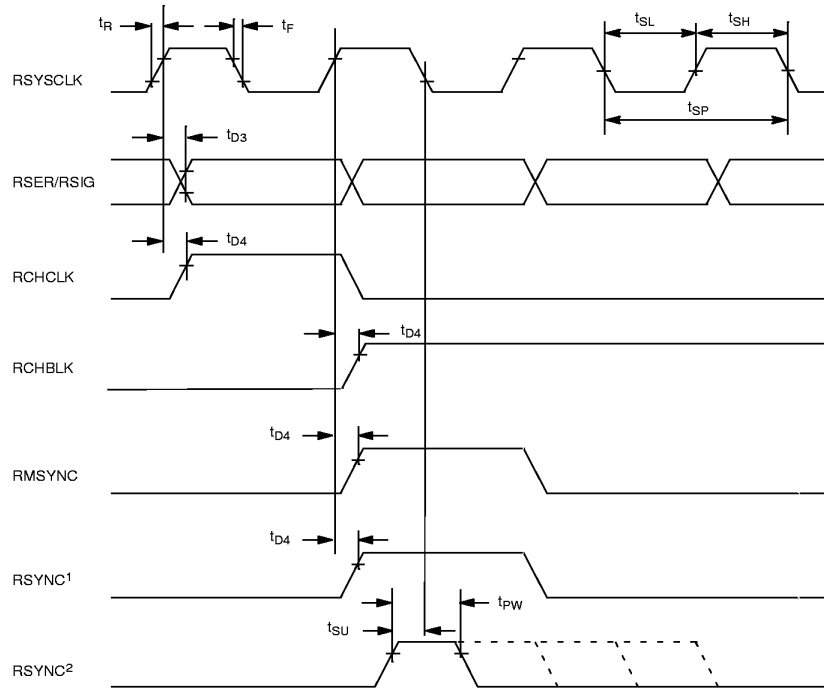 tR tF tSL tSH
RSYSCLK
tSP
tD3
RSER/RSIG
tD4
RCHCLK
tD4
RCHBLK
tD4
RMSYNC
tD4
RSYNC1
tPW
tSU
RSYNC2